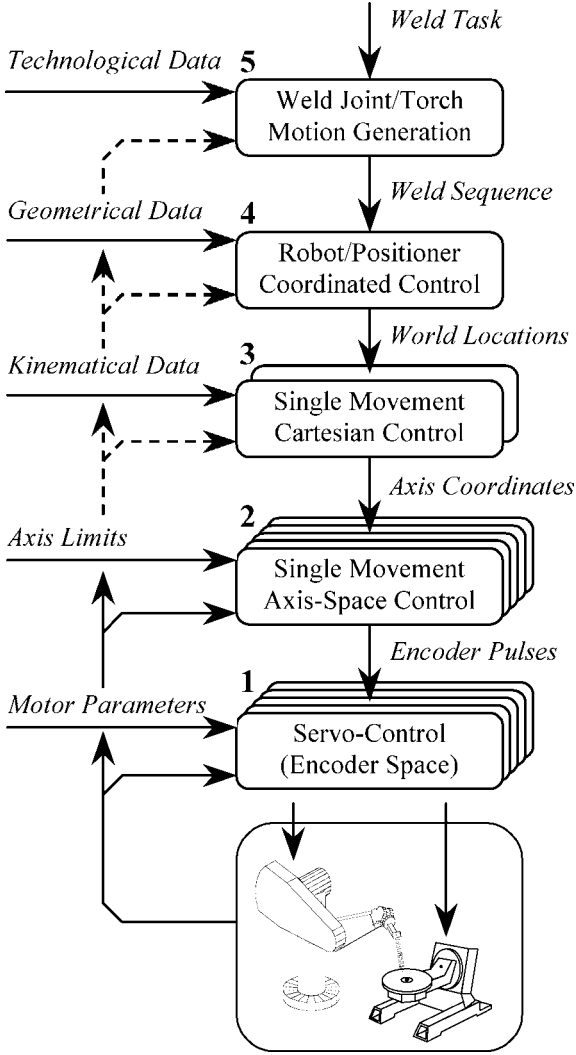 Weld Task
Technological Data
5
Weld Joint/Torch
Motion Generation
Weld Sequence
Geometrical Data
4
Robot/Positioner
Coordinated Control
World Locations
Kinematical Data
3
Single Movement
Cartesian Control
Axis Coordinates
Axis Limits
2
Single Movement
Axis-Space Control
Encoder Pulses
Motor Parameters
1
Servo-Control
(Encoder Space)